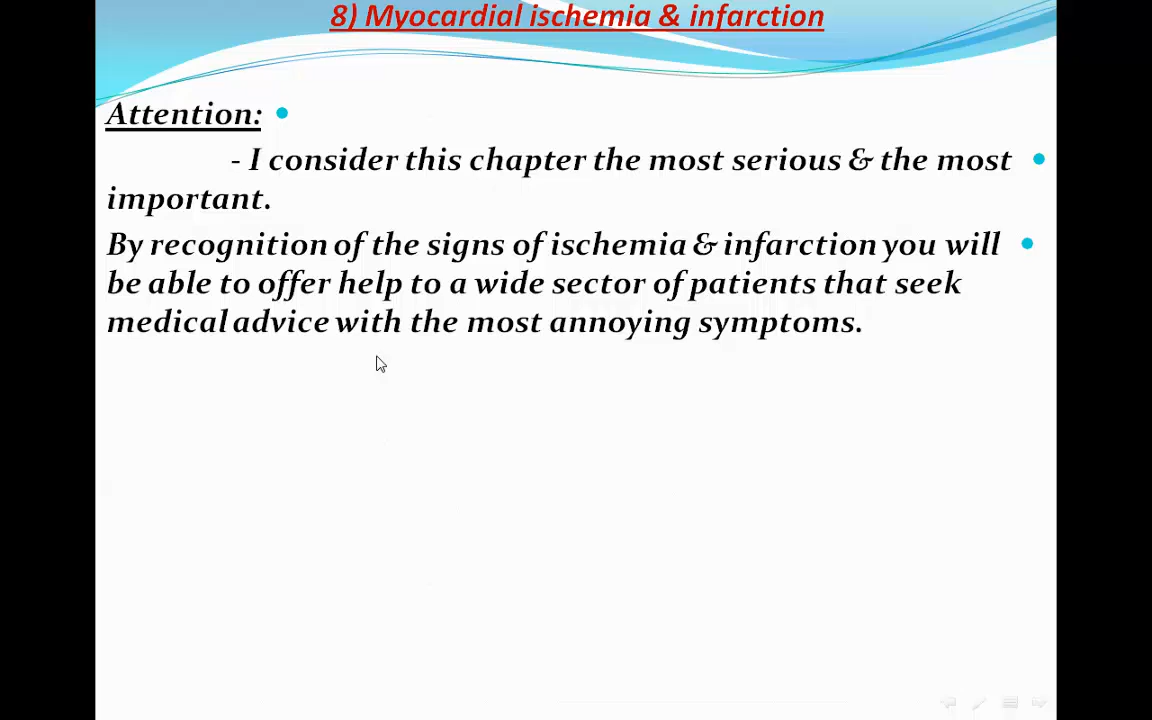 8) Myocardial ischemia & infarction
Attention:
- I consider this chapter the most serious & the most
important.
By recognition of the signs of ischemia & infarction you will
be able to offer help to a wide sector of patients that seek
medical advice with the most annoying symptoms.